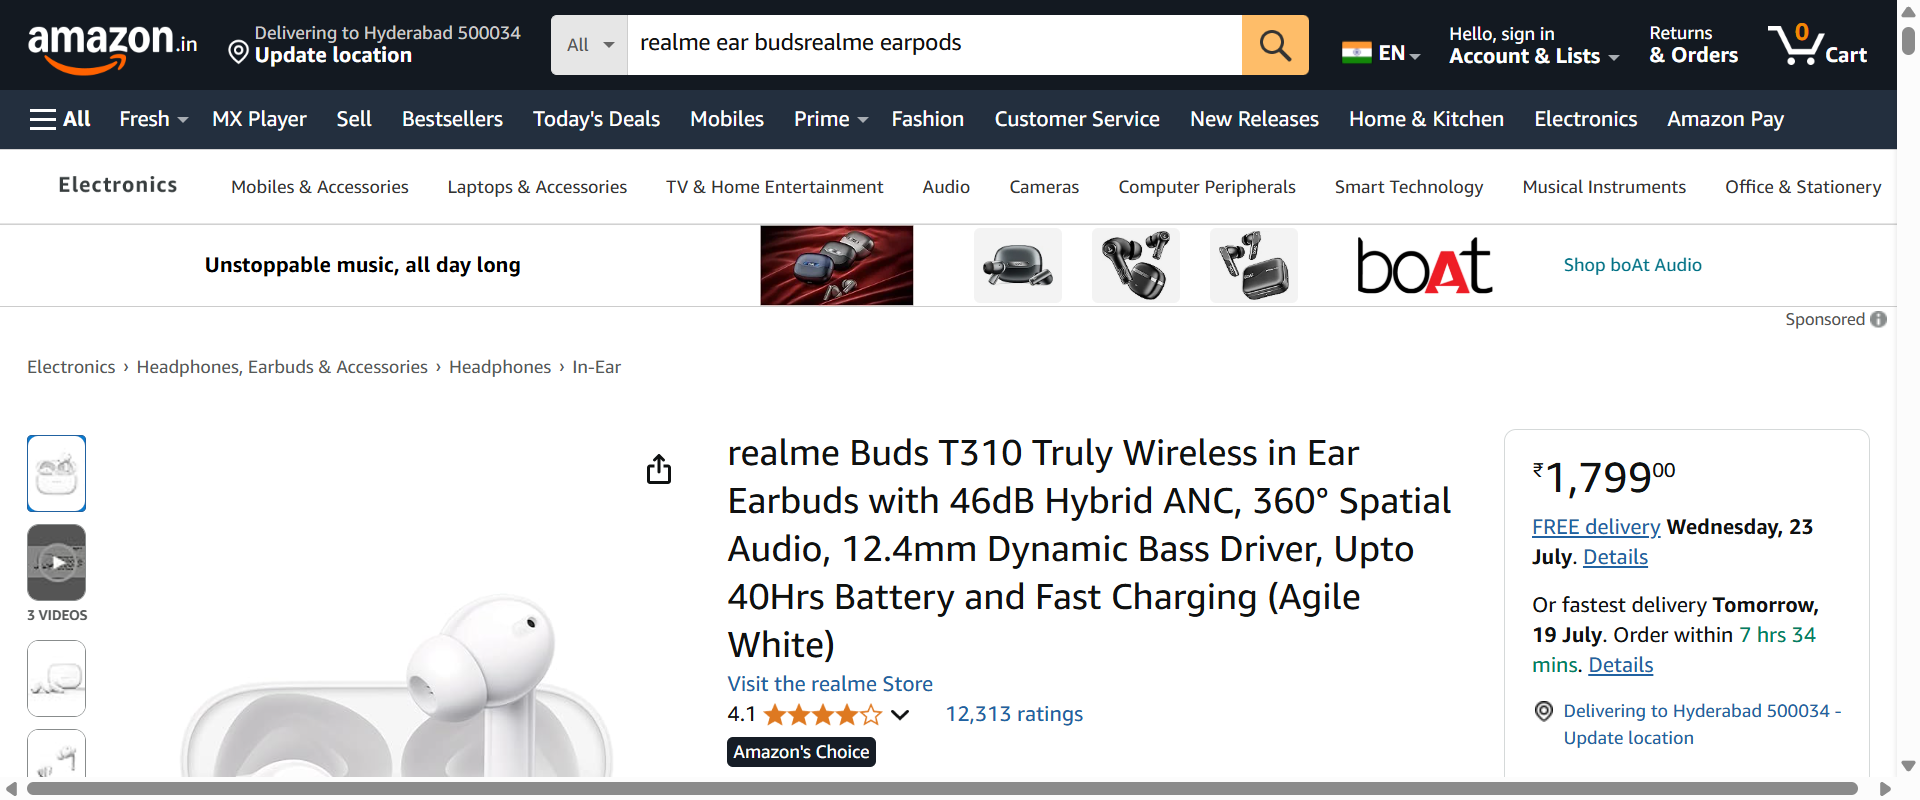 amazon.in
Delivering to Hyderabad 500034
Update location
All
realme ear budsrealme earpods
EN
Hello, sign in
Account & Lists
Returns
& Orders
0
Cart
All Fresh MX Player Sell Bestsellers Today's Deals Mobiles Prime Fashion Customer Service New Releases Home & Kitchen Electronics Amazon Pay
Electronics Mobiles & Accessories Laptops & Accessories TV & Home Entertainment Audio Cameras Computer Peripherals Smart Technology Musical Instruments Office & Stationery
Unstoppable music, all day long
boAt
Shop boAt Audio
Sponsored
Electronics › Headphones, Earbuds & Accessories › Headphones › In-Ear
3 VIDEOS
realme Buds T310 Truly Wireless in Ear
Earbuds with 46dB Hybrid ANC, 360° Spatial
Audio, 12.4mm Dynamic Bass Driver, Upto
40Hrs Battery and Fast Charging (Agile
White)
Visit the realme Store
4.1
12,313 ratings
Amazon's Choice
₹1,79900
FREE delivery Wednesday, 23
July. Details
Or fastest delivery Tomorrow,
19 July. Order within 7 hrs 34
mins. Details
Delivering to Hyderabad 500034 -
Update location